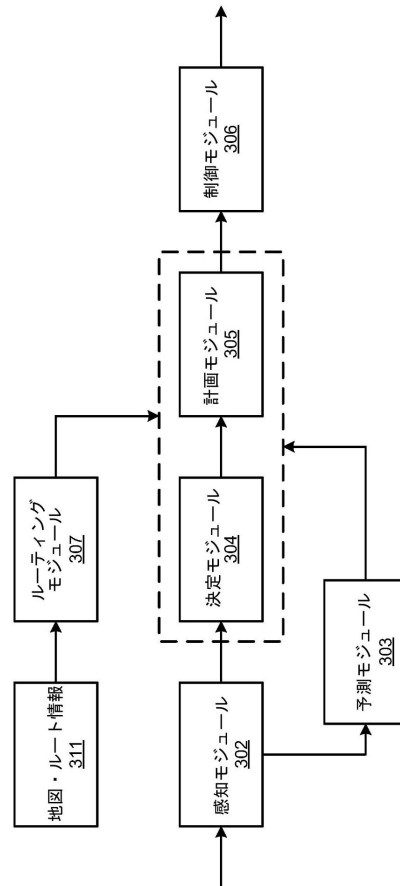 地図・ルート情報
311
ルーティング
モジュール
307
感知モジュール
302
決定モジュール
304
計画モジュール
305
制御モジュール
306
予測モジュール
303